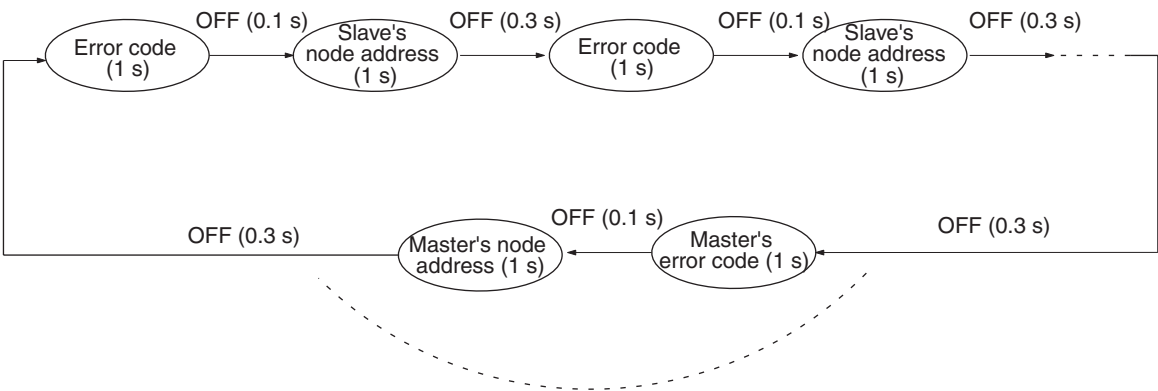 OFF (0.1 s)
OFF (0.3 s)
OFF (0.1 s)
OFF (0.3 s)
Error code
(1 s)
Slave's
node address
(1 s)
Error code
(1 s)
Slave's
node address
(1 s)
OFF (0.3 s)
Master's node
address (1 s)
OFF (0.1 s)
Master's
error code (1 s)
OFF (0.3 s)